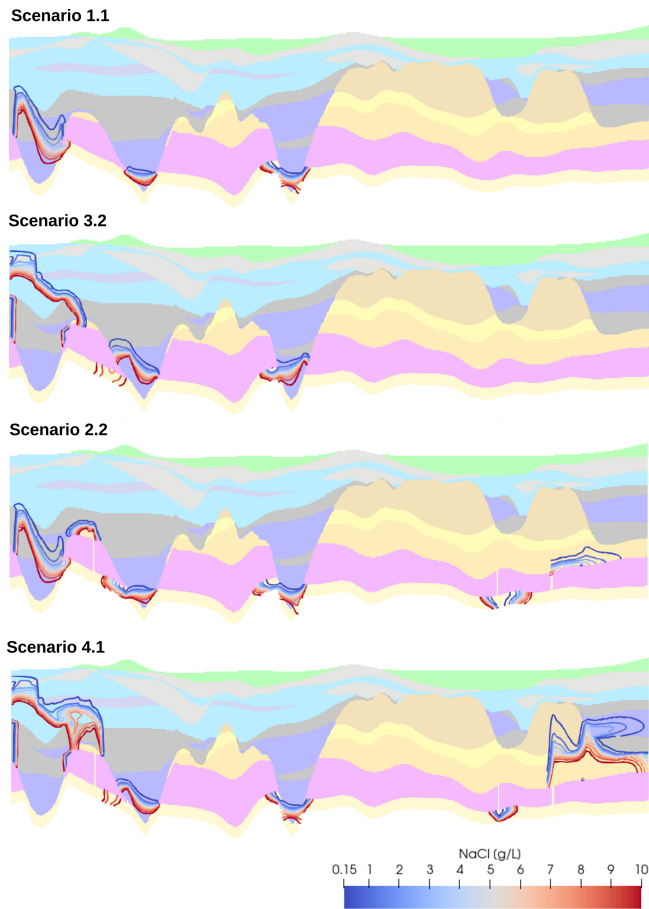 Scenario 1.1
Scenario 3.2
Scenario 2.2
Scenario 4.1
NaCl (g/L)
0.15 1 2 3 4 5 6 7 8 9 10